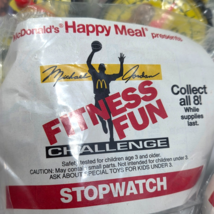 McDonald's Happy Meal presents
Michael Jordan
FITNESS
FUN
CHALLENGE
Collect
all 8!
While
supplies
last.
Safety tested for children age 3 and older.
CAUTION: May contain small parts. Not intended for children under 3.
ASK ABOUT SPECIAL TOYS FOR KIDS UNDER 3.
STOPWATCH